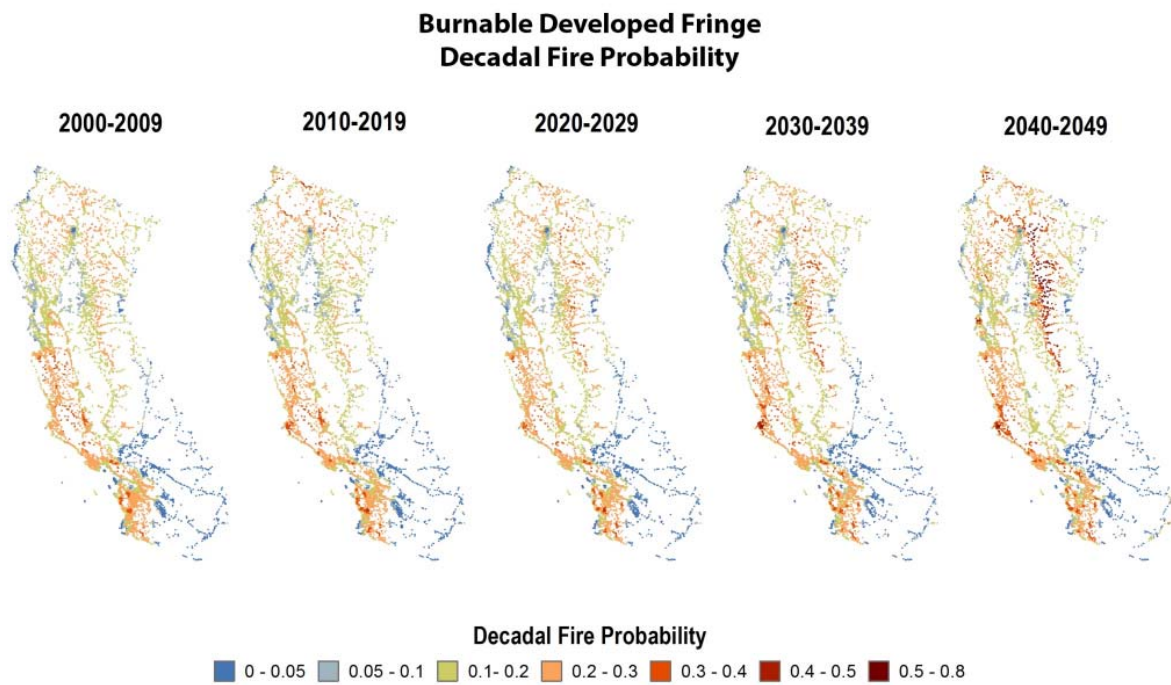 Burnable Developed Fringe
Decadal Fire Probability
2000-2009
2010-2019
2020-2029
2030-2039
2040-2049
Decadal Fire Probability
0 - 0.05
0.05 - 0.1
0.1- 0.2
0.2 - 0.3
0.3 - 0.4
0.4 - 0.5
0.5 - 0.8